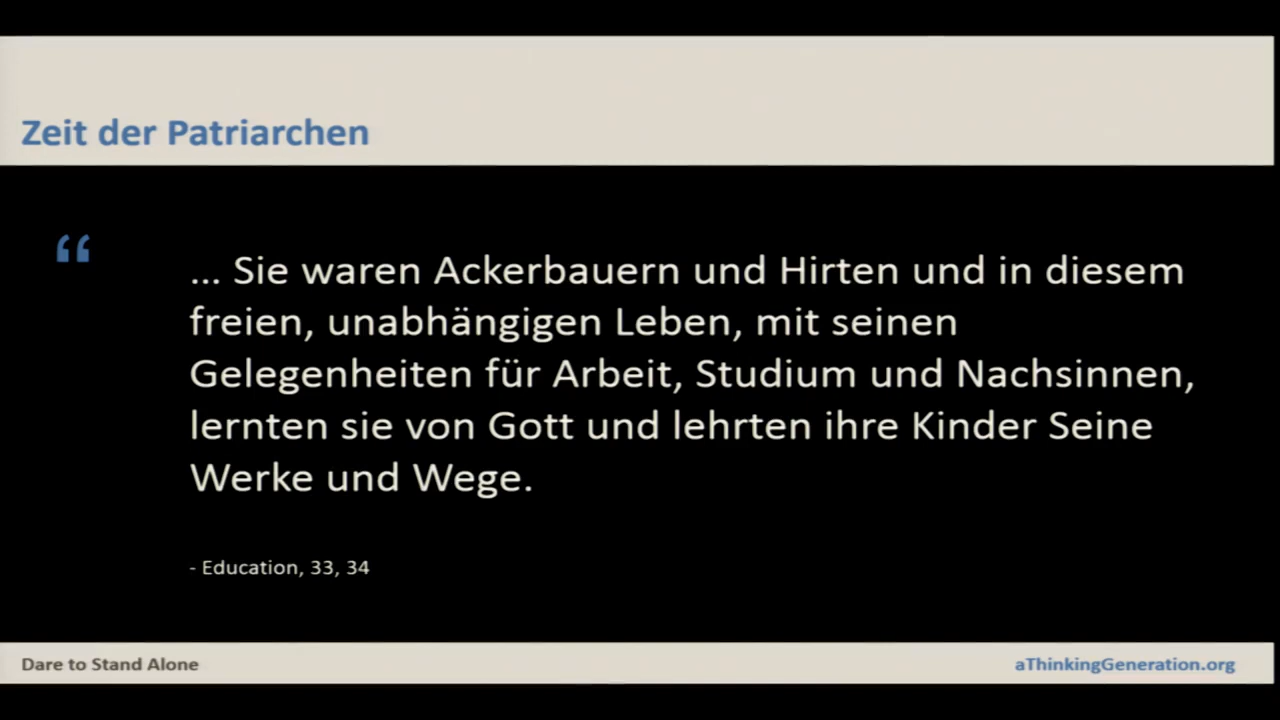 Zeit der Patriarchen
“
... Sie waren Ackerbauern und Hirten und in diesem
freien, unabhängigen Leben, mit seinen
Gelegenheiten für Arbeit, Studium und Nachsinnen,
lernten sie von Gott und lehrten ihre Kinder Seine
Werke und Wege.
- Education, 33, 34
Dare to Stand Alone
aThinkingGeneration.org